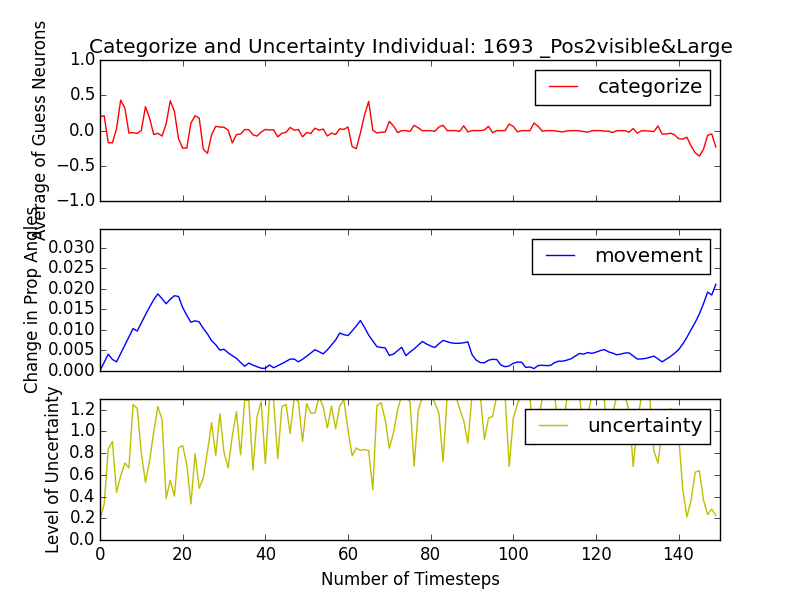 Categorize and Uncertainty Individual: 1693 _Pos2visible&Large
Average of Guess Neurons
1.0
0.5
0.0
−0.5
−1.0
categorize
Change in Prop Angles
0.030
0.025
0.020
0.015
0.010
0.005
0.000
movement
Level of Uncertainty
1.2
1.0
0.8
0.6
0.4
0.2
0.0
uncertainty
0 20 40 60 80 100 120 140
Number of Timesteps